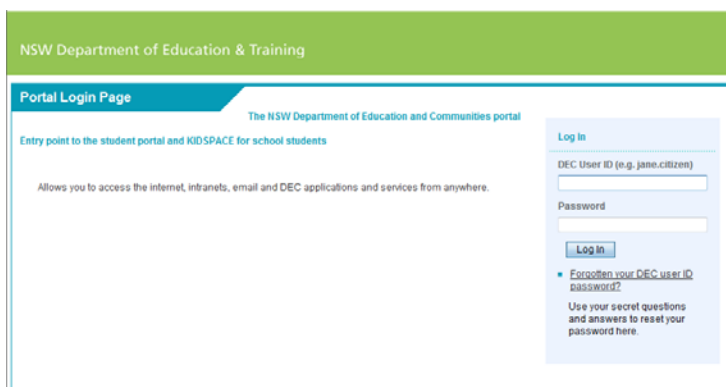 NSW Department of Education & Training
Portal Login Page
The NSW Department of Education and Communities portal
Entry point to the student portal and KIDSPACE for school students
Allows you to access the internet, intranets, email and DEC applications and services from anywhere.
Log In
DEC User ID (e.g. jane.citizen)
Password
Log In
Forgotten your DEC user ID
password?
Use your secret questions
and answers to reset your
password here.